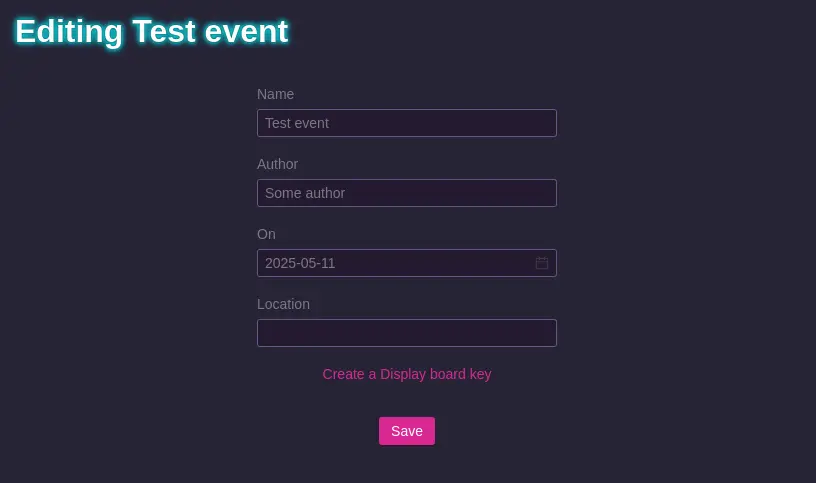 Editing Test event
Name
Test event
Author
Some author
On
2025-05-11
Location
Create a Display board key
Save